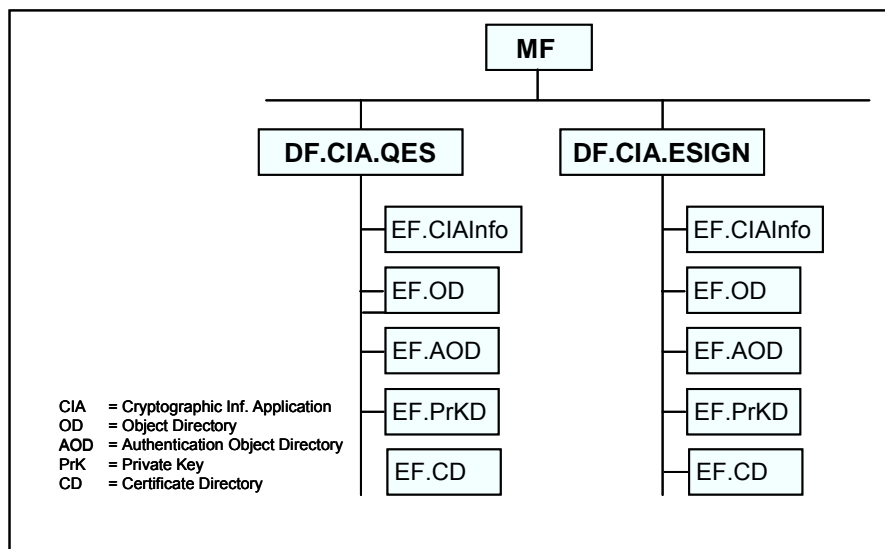 MF
DF.CIA.QES
DF.CIA.ESIGN
EF.CIAInfo
EF.CIAInfo
EF.OD
EF.OD
EF.AOD
EF.AOD
EF.PrKD
EF.PrKD
EF.CD
EF.CD
CIA = Cryptographic Inf. Application
OD = Object Directory
AOD = Authentication Object Directory
PrK = Private Key
CD = Certificate Directory